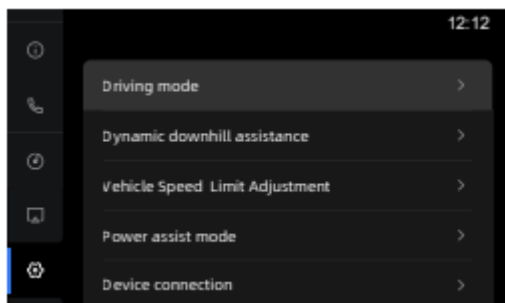 12:12
Driving mode
Dynamic downhill assistance
Vehicle Speed Limit Adjustment
Power assist mode
Device connection